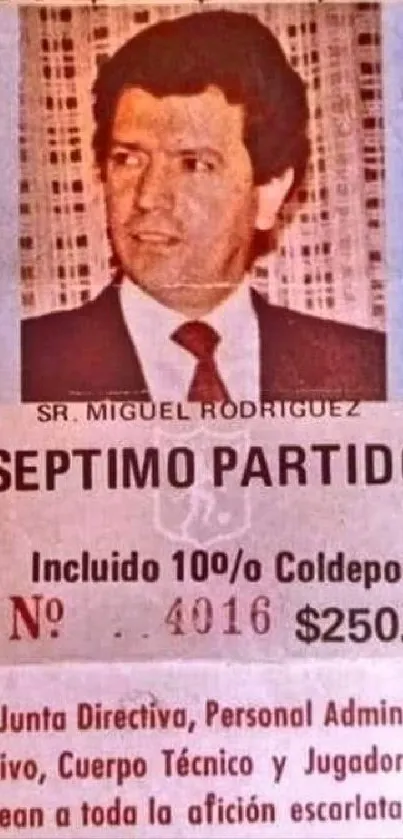 SR. MIGUEL RODRIGUEZ
SEPTIMO PARTIDO
Incluido 10º/o Coldepo
Nº .. 4016 $250.
Junta Directiva, Personal Admin
ivo, Cuerpo Técnico y Jugador
ean a toda la afición escarlata